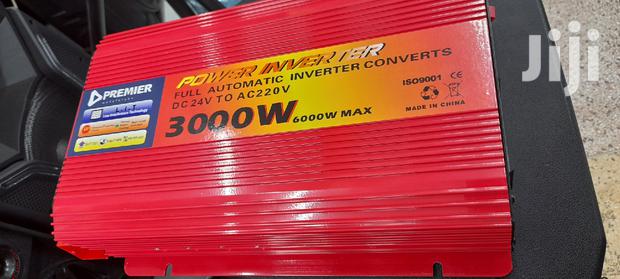 Jiji
POWER INVERTER
FULL AUTOMATIC INVERTER CONVERTS
DC 24V TO AC220V
3000W 6000W MAX
ISO9001 CE
MADE IN CHINA
PREMIER